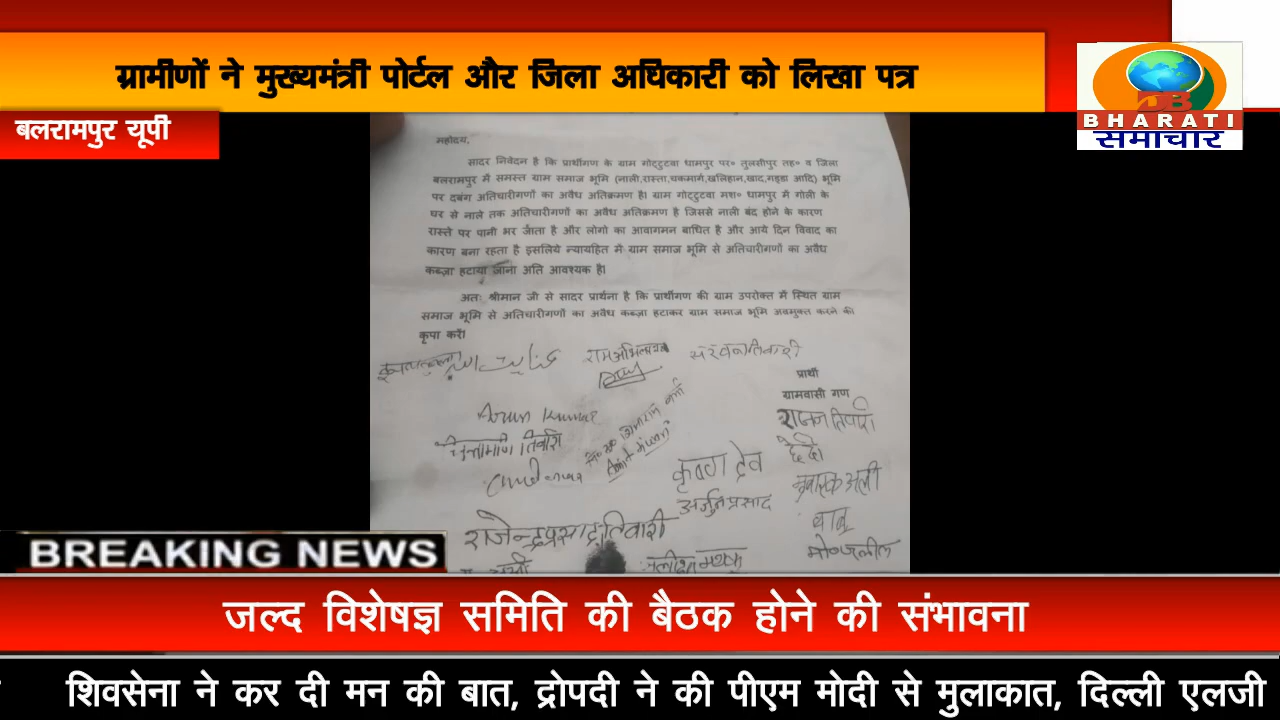 ग्रामीणों ने मुख्यमंत्री पोर्टल और जिला अधिकारी को लिखा पत्र
BHARATI
समाचार
बलरामपुर यूपी
महोदय,
सादर निवेदन है कि प्रार्थीगण के ग्राम गोट्टुटवा धामपुर पर० तुलसीपुर तह० व जिला
बलरामपुर में समस्त ग्राम समाज भूमि (नाली,रास्ता,चकमार्ग,खलिहान,खाद,गड्डा आदि) भूमि
पर दबंग अतिचारीगणों का अवैध अतिक्रमण है। ग्राम गोट्टुटवा मश० धामपुर में गोली के
घर से नाले तक अतिचारीगणों का अवैध अतिक्रमण है जिससे नाली बंद होने के कारण
रास्ते पर पानी भर जाता है और लोगो का आवागमन बाधित है और आये दिन विवाद का
कारण बना रहता है इसलिये न्यायहित में ग्राम समाज भूमि से अतिचारीगणों का अवैध
कब्ज़ा हटाया जाना अति आवश्यक है।
अतः श्रीमान जी से सादर प्रार्थना है कि प्रार्थीगण की ग्राम उपरोक्त में स्थित ग्राम
समाज भूमि से अतिचारीगणों का अवैध कब्ज़ा हटाकर ग्राम समाज भूमि अवमुक्त करने की
कृपा करें।
रामअभिलाख
प्रार्थी
ग्रामवासी गण
राजन तिवारी
Arun Kumar
चिन्तामणि तिवारी
कृष्ण देव
अर्जुन प्रसाद
अली
बाबू
राजेन्द्र प्रसाद तिवारी
मो०जलील
BREAKING NEWS
जल्द विशेषज्ञ समिति की बैठक होने की संभावना
शिवसेना ने कर दी मन की बात, द्रोपदी ने की पीएम मोदी से मुलाकात, दिल्ली एलजी